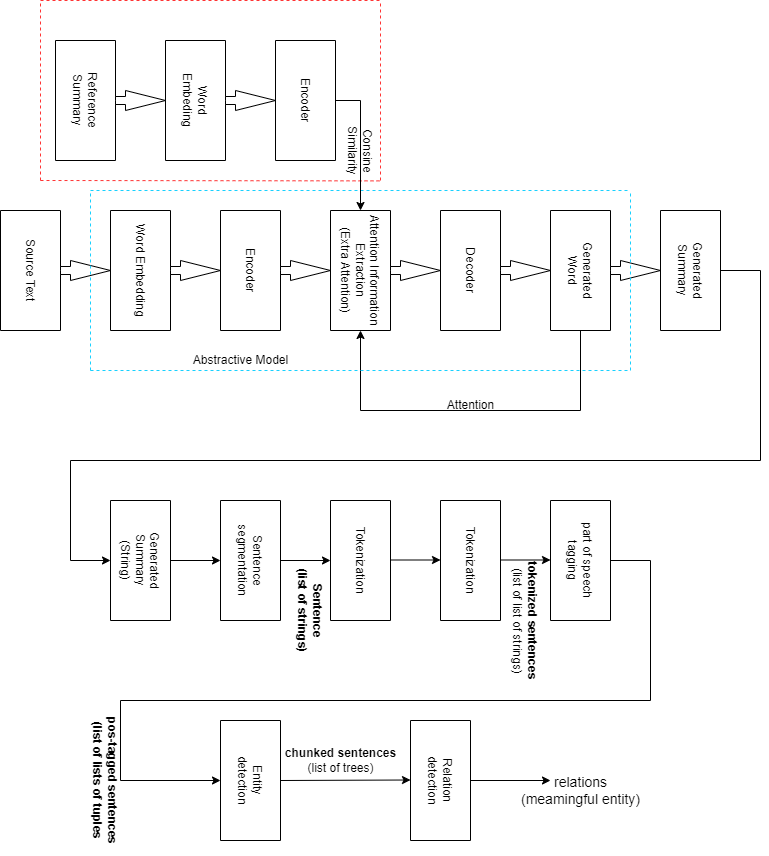 Reference
Summary
Word
Embeding
Encoder
Consine
Similarity
Source Text
Word Embedding
Encoder
Attention Information
Extraction
(Extra Attention)
Decoder
Generated
Word
Generated
Summary
Abstractive Model
Attention
Generated
Summary
(String)
Sentence
segmentation
Sentence
(list of strings)
Tokenization
Tokenization
tokenized sentences
(list of list of strings)
part of speech
tagging
pos-tagged sentences
(list of lists of tuples
Entity
detection
chunked sentences
(list of trees)
Relation
detection
relations
(meaningful entity)